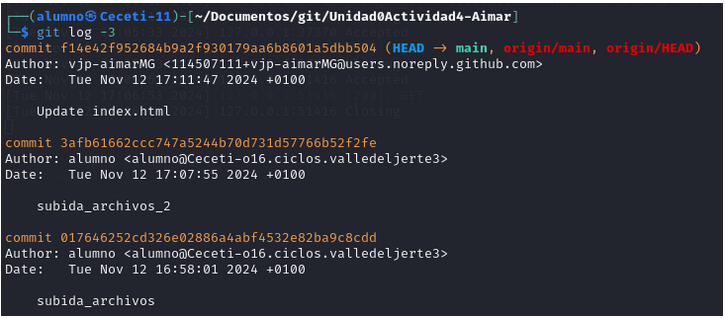 ┌──(alumno㉿Ceceti-11)-[~/Documentos/git/Unidad0Actividad4-Aimar]
└─$ git log -3
commit f14e42f952684b9a2f930179aa6b8601a5dbb504 (HEAD → main, origin/main, origin/HEAD)
Author: vjp-aimarMG <114507111+vjp-aimarMG@users.noreply.github.com>
Date:   Tue Nov 12 17:11:47 2024 +0100
    Update index.html
commit 3afb61662ccc747a5244b70d731d57766b52f2fe
Author: alumno <alumno@Ceceti-o16.ciclos.valledeljerte3>
Date:   Tue Nov 12 17:07:55 2024 +0100
    subida_archivos_2
commit 017646252cd326e02886a4abf4532e82ba9c8cdd
Author: alumno <alumno@Ceceti-o16.ciclos.valledeljerte3>
Date:   Tue Nov 12 16:58:01 2024 +0100
    subida_archivos